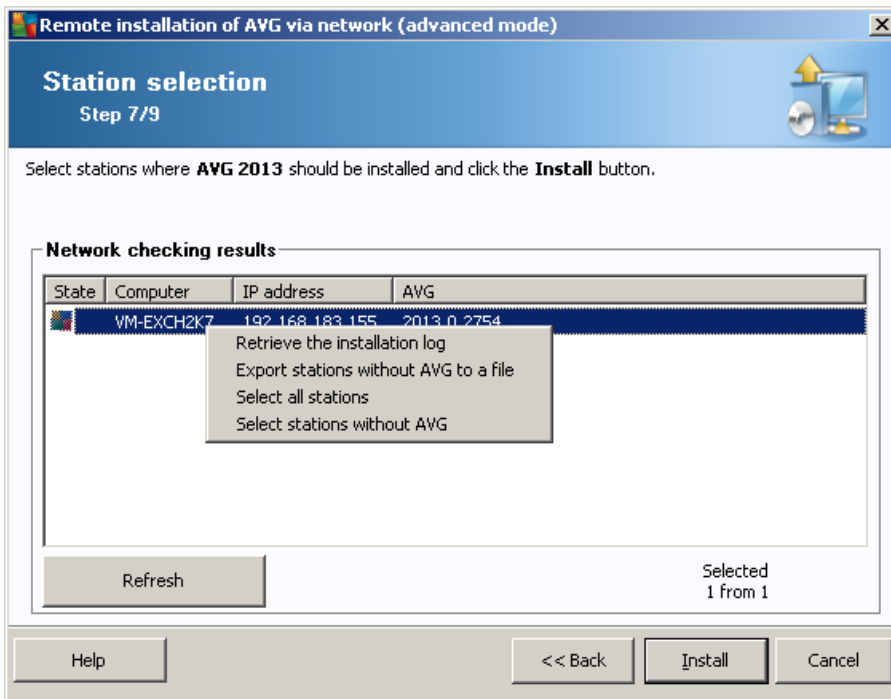 Remote installation of AVG via network (advanced mode)
Station selection
Step 7/9
Select stations where AVG 2013 should be installed and click the Install button.
Network checking results
State Computer IP address AVG
VM-EXCH2K7 192.168.183.155 2013.0.2754
Retrieve the installation log
Export stations without AVG to a file
Select all stations
Select stations without AVG
Refresh
Selected
1 from 1
Help << Back Install Cancel